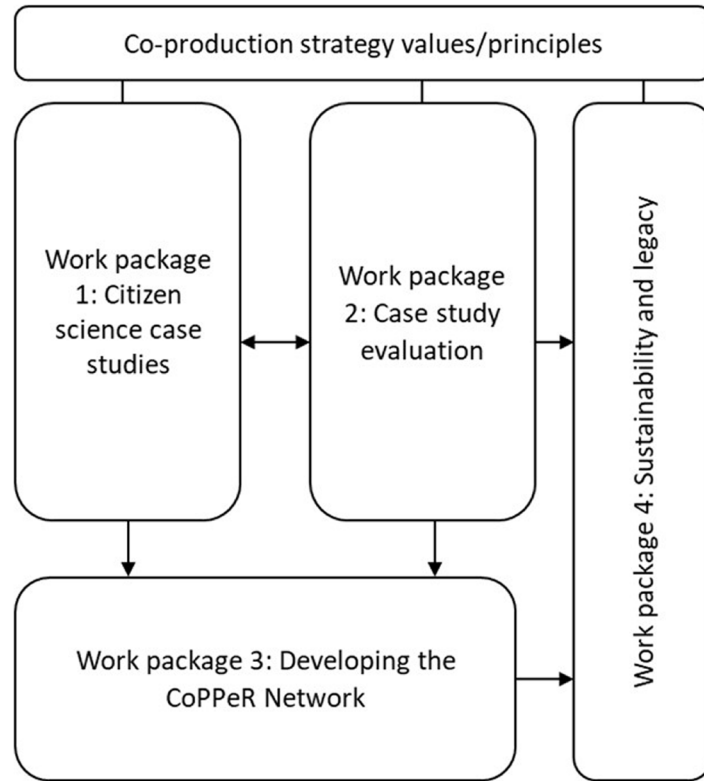 Co-production strategy values/principles
Work package
1: Citizen
science case
studies
Work package
2: Case study
evaluation
Work package 4: Sustainability and legacy
Work package 3: Developing the
CoPPeR Network